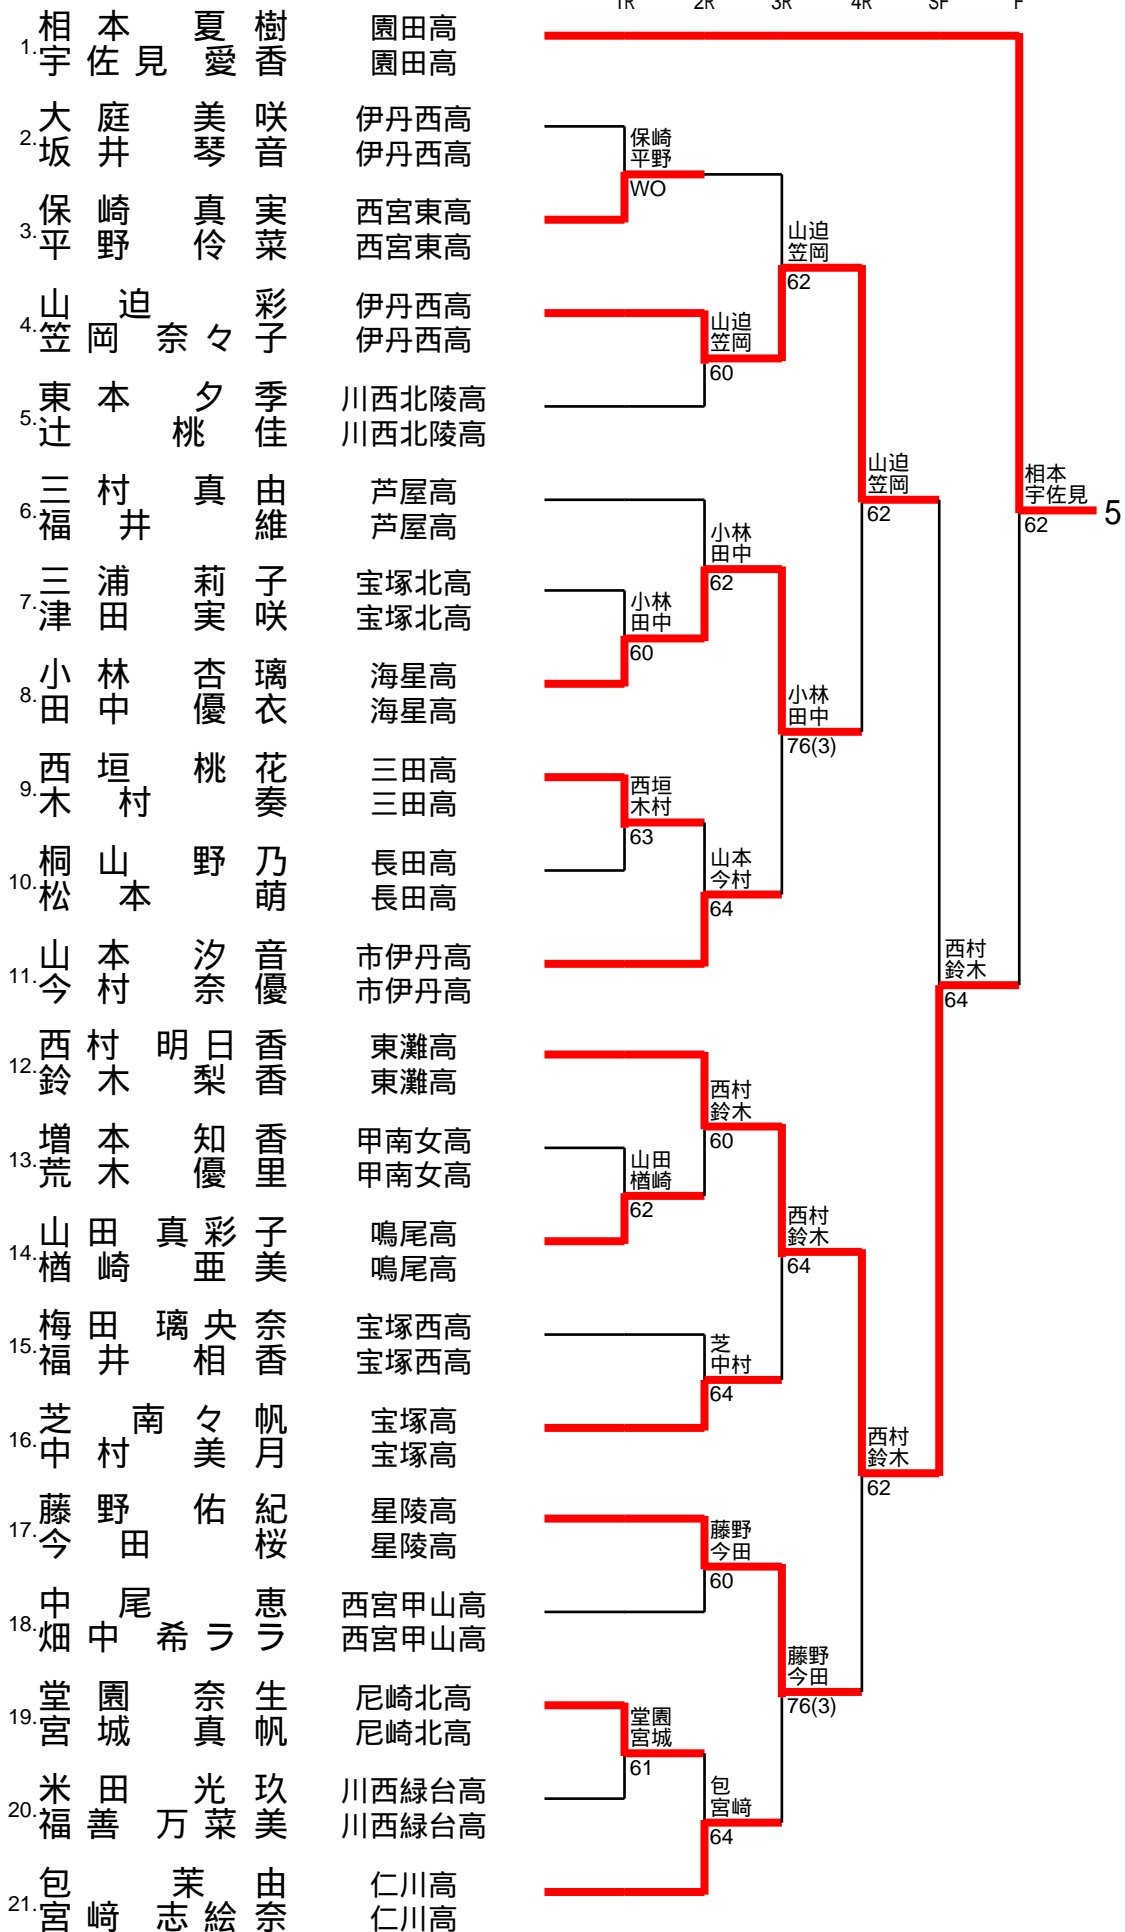 1R 2R 3R 4R SF F
1. 相本 夏樹 園田高
宇佐見 愛香 園田高
2. 大庭 美咲 伊丹西高
坂井 琴音 伊丹西高
3. 保崎 真実 西宮東高
平野 伶菜 西宮東高
4. 山迫 彩 伊丹西高
笠岡 奈々子 伊丹西高
5. 東本 夕季 川西北陵高
辻 桃佳 川西北陵高
6. 三村 真由 芦屋高
福井 維 芦屋高
7. 三浦 莉子 宝塚北高
津田 実咲 宝塚北高
8. 小林 杏璃 海星高
田中 優衣 海星高
9. 西垣 桃花 三田高
木村 奏 三田高
10. 桐山 野乃 長田高
松本 萌 長田高
11. 山本 汐音 市伊丹高
今村 奈優 市伊丹高
12. 西村 明日香 東灘高
鈴木 梨香 東灘高
13. 増本 知香 甲南女高
荒木 優里 甲南女高
14. 山田 真彩子 鳴尾高
楢崎 亜美 鳴尾高
15. 梅田 璃央奈 宝塚西高
福井 相香 宝塚西高
16. 芝 南々帆 宝塚高
中村 美月 宝塚高
17. 藤野 佑紀 星陵高
今田 桜 星陵高
18. 中尾 恵 西宮甲山高
畑中 希ララ 西宮甲山高
19. 堂園 奈生 尼崎北高
宮城 真帆 尼崎北高
20. 米田 光玖 川西緑台高
福善 万菜美 川西緑台高
21. 包 茉由 仁川高
宮﨑 志絵奈 仁川高
保崎
平野
WO
小林
田中
60
西垣
木村
63
山田
楢崎
62
堂園
宮城
61
山迫
笠岡
60
小林
田中
62
山本
今村
64
西村
鈴木
60
芝
中村
64
藤野
今田
60
包
宮﨑
64
山迫
笠岡
62
小林
田中
76(3)
西村
鈴木
64
藤野
今田
76(3)
山迫
笠岡
62
西村
鈴木
62
西村
鈴木
64
相本
宇佐見
62
5